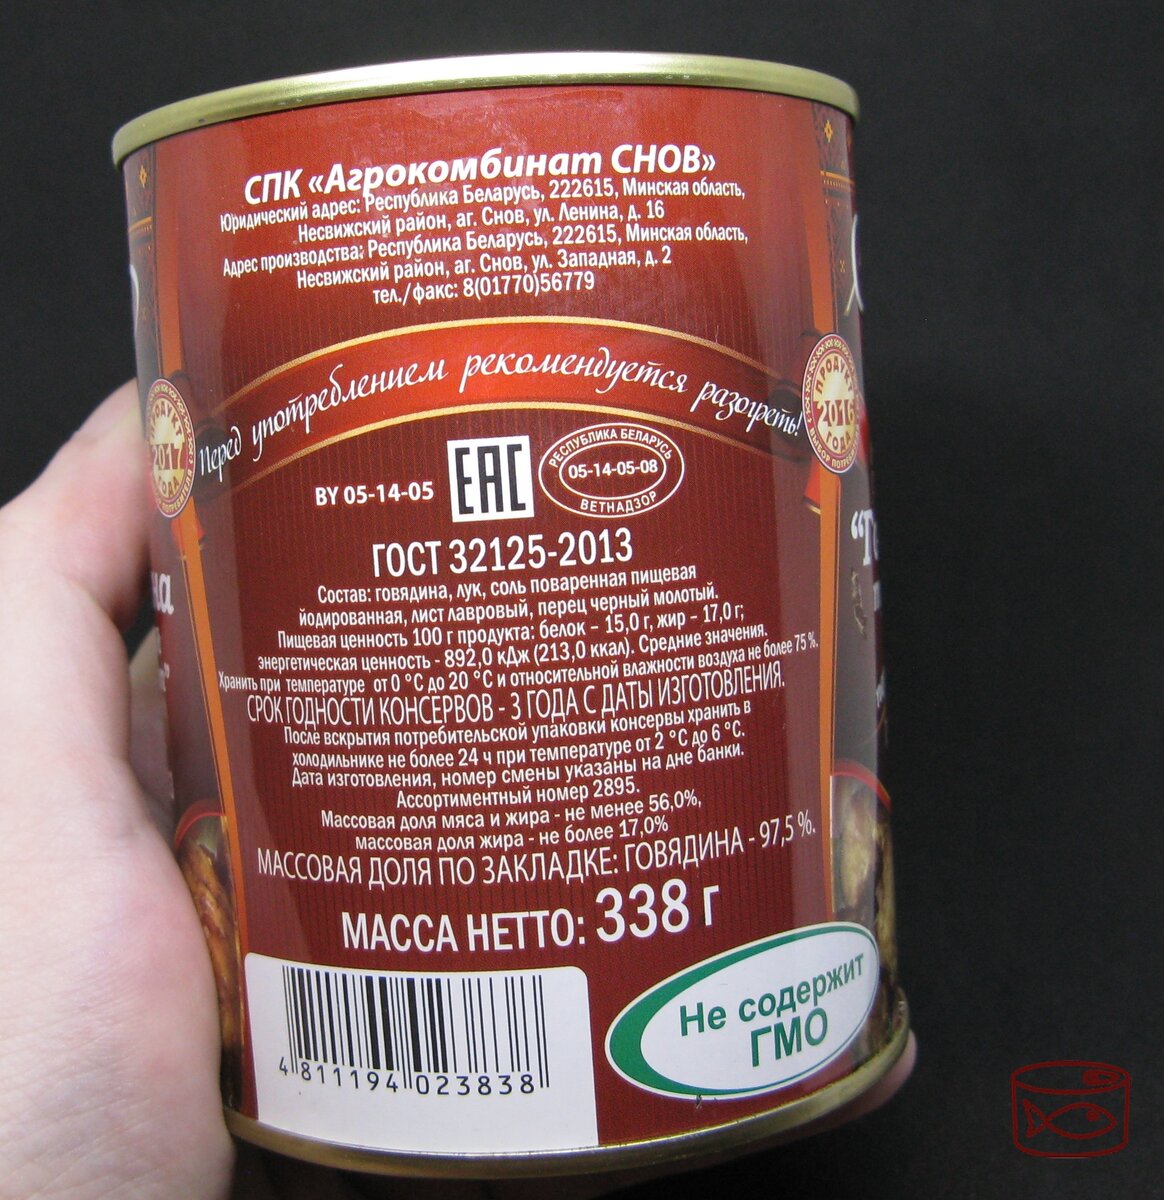 СПК «Агрокомбинат СНОВ»
Юридический адрес: Республика Беларусь, 222615, Минская область,
Несвижский район, аг. Снов, ул. Ленина, д. 16
Адрес производства: Республика Беларусь, 222615, Минская область,
Несвижский район, аг. Снов, ул. Западная, д. 2
тел./факс: 8(01770)56779
Перед употреблением рекомендуется разогреть!
ПРОДУКТ
2017
ГОДА
ПРОДУКТ
2016
ГОДА
BY 05-14-05
EAC
РЕСПУБЛИКА БЕЛАРУСЬ
05-14-05-08
ВЕТНАДЗОР
ГОСТ 32125-2013
Состав: говядина, лук, соль поваренная пищевая
йодированная, лист лавровый, перец черный молотый.
Пищевая ценность 100 г продукта: белок – 15,0 г, жир – 17,0 г;
энергетическая ценность - 892,0 кДж (213,0 ккал). Средние значения.
Хранить при температуре от 0 °С до 20 °С и относительной влажности воздуха не более 75 %.
СРОК ГОДНОСТИ КОНСЕРВОВ - 3 ГОДА С ДАТЫ ИЗГОТОВЛЕНИЯ.
После вскрытия потребительской упаковки консервы хранить в
холодильнике не более 24 ч при температуре от 2 °С до 6 °С.
Дата изготовления, номер смены указаны на дне банки.
Ассортиментный номер 2895.
Массовая доля мяса и жира - не менее 56,0%,
массовая доля жира - не более 17,0%
МАССОВАЯ ДОЛЯ ПО ЗАКЛАДКЕ: ГОВЯДИНА - 97,5 %.
МАССА НЕТТО: 338 г
4 811194 023838
Не содержит
ГМО